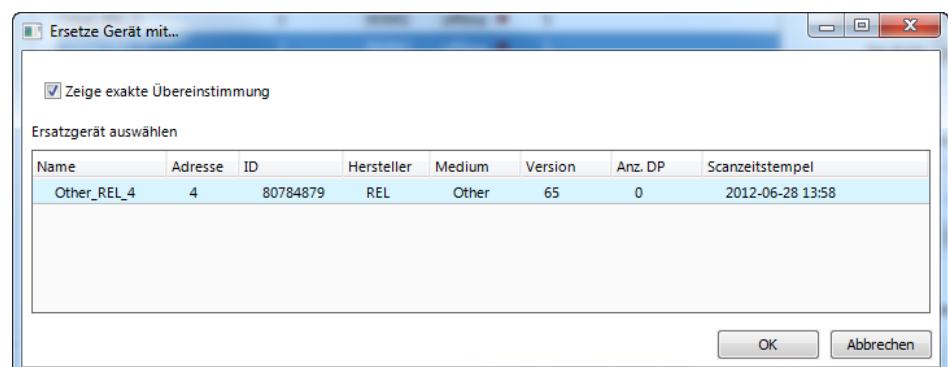 Ersetze Gerät mit...
Zeige exakte Übereinstimmung
Ersatzgerät auswählen
Name Adresse ID Hersteller Medium Version Anz. DP Scanzeitstempel
Other_REL_4 4 80784879 REL Other 65 0 2012-06-28 13:58
OK Abbrechen